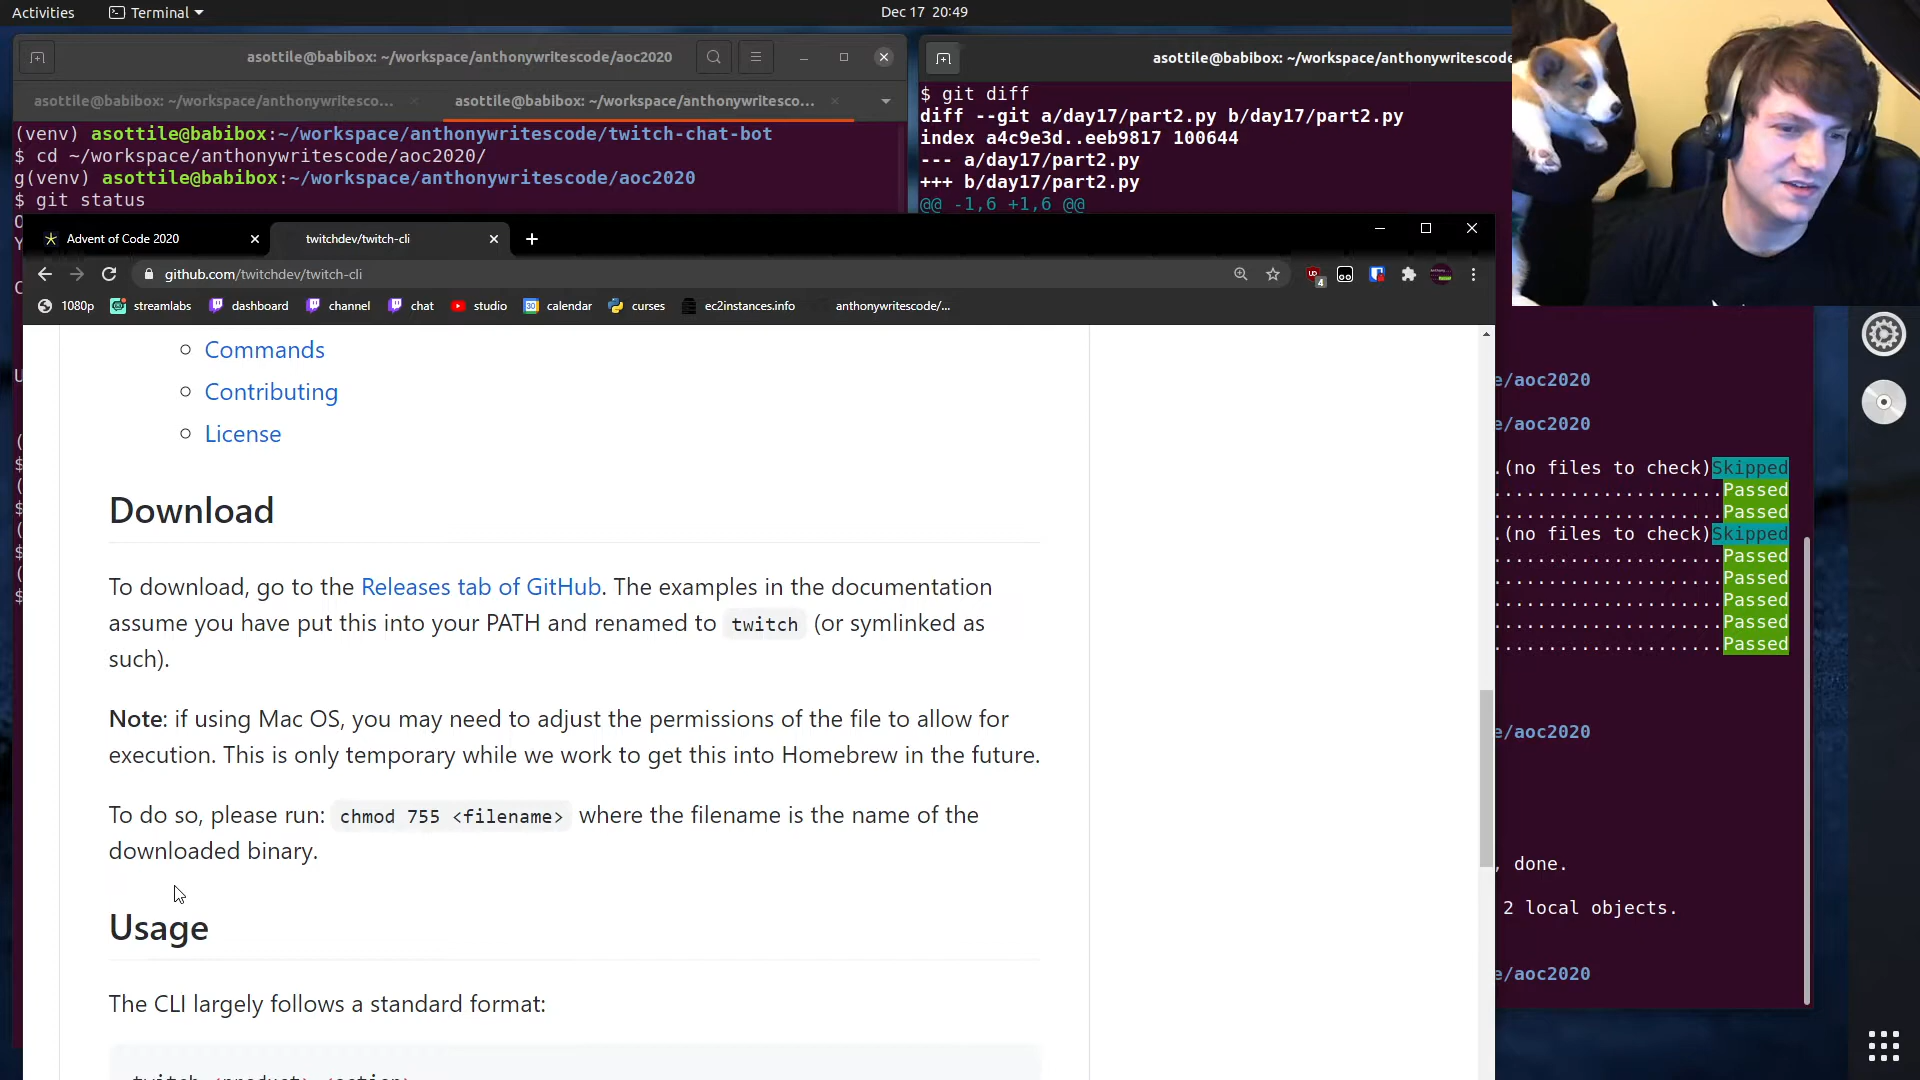 Activities
Terminal
Dec 17 20:49
asottile@babibox: ~/workspace/anthonywritescode/aoc2020
asottile@babibox: ~/workspace/anthonywritescode
asottile@babibox: ~/workspace/anthonywritesco...
asottile@babibox: ~/workspace/anthonywritesco...
(venv) asottile@babibox:~/workspace/anthonywritescode/twitch-chat-bot
$ cd ~/workspace/anthonywritescode/aoc2020/
g(venv) asottile@babibox:~/workspace/anthonywritescode/aoc2020
$ git status
$ git diff
diff --git a/day17/part2.py b/day17/part2.py
index a4c9e3d..eeb9817 100644
--- a/day17/part2.py
+++ b/day17/part2.py
@@ -1,6 +1,6 @@
Advent of Code 2020
twitchdev/twitch-cli
github.com/twitchdev/twitch-cli
4
1080p
streamlabs
dashboard
channel
chat
studio
calendar
curses
ec2instances.info
anthonywritescode/...
Commands
Contributing
License
Download
To download, go to the Releases tab of GitHub. The examples in the documentation
assume you have put this into your PATH and renamed to twitch (or symlinked as
such).
Note: if using Mac OS, you may need to adjust the permissions of the file to allow for
execution. This is only temporary while we work to get this into Homebrew in the future.
To do so, please run: chmod 755 <filename> where the filename is the name of the
downloaded binary.
Usage
The CLI largely follows a standard format:
twitch <product> <action>
e/aoc2020
e/aoc2020
.(no files to check)Skipped
.....................Passed
.....................Passed
.(no files to check)Skipped
.....................Passed
.....................Passed
.....................Passed
.....................Passed
.....................Passed
e/aoc2020
, done.
2 local objects.
e/aoc2020